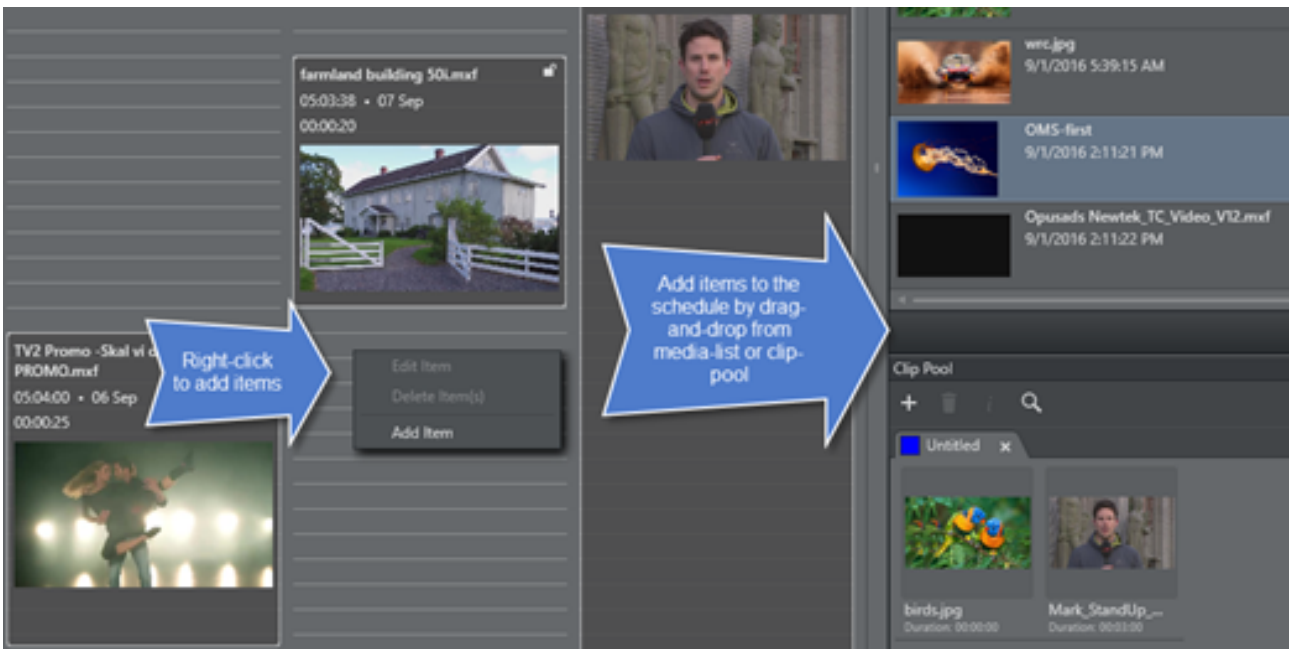 farmland building 50i.mxf
05:03:38 • 07 Sep
00:00:20
TV2 Promo -Skal vi d
PROMO.mxf
05:04:00 • 06 Sep
00:00:25
Right-click
to add items
Edit Item
Delete Item(s)
Add Item
Add items to the
schedule by drag-
and-drop from
media-list or clip-
pool
wrc.jpg
9/1/2016 5:39:15 AM
OMS-first
9/1/2016 2:11:21 PM
Opusads Newtek_TC_Video_V12.mxf
9/1/2016 2:11:22 PM
Clip Pool
Untitled x
birds.jpg
Duration: 00:00:00
Mark_StandUp_...
Duration: 00:03:00